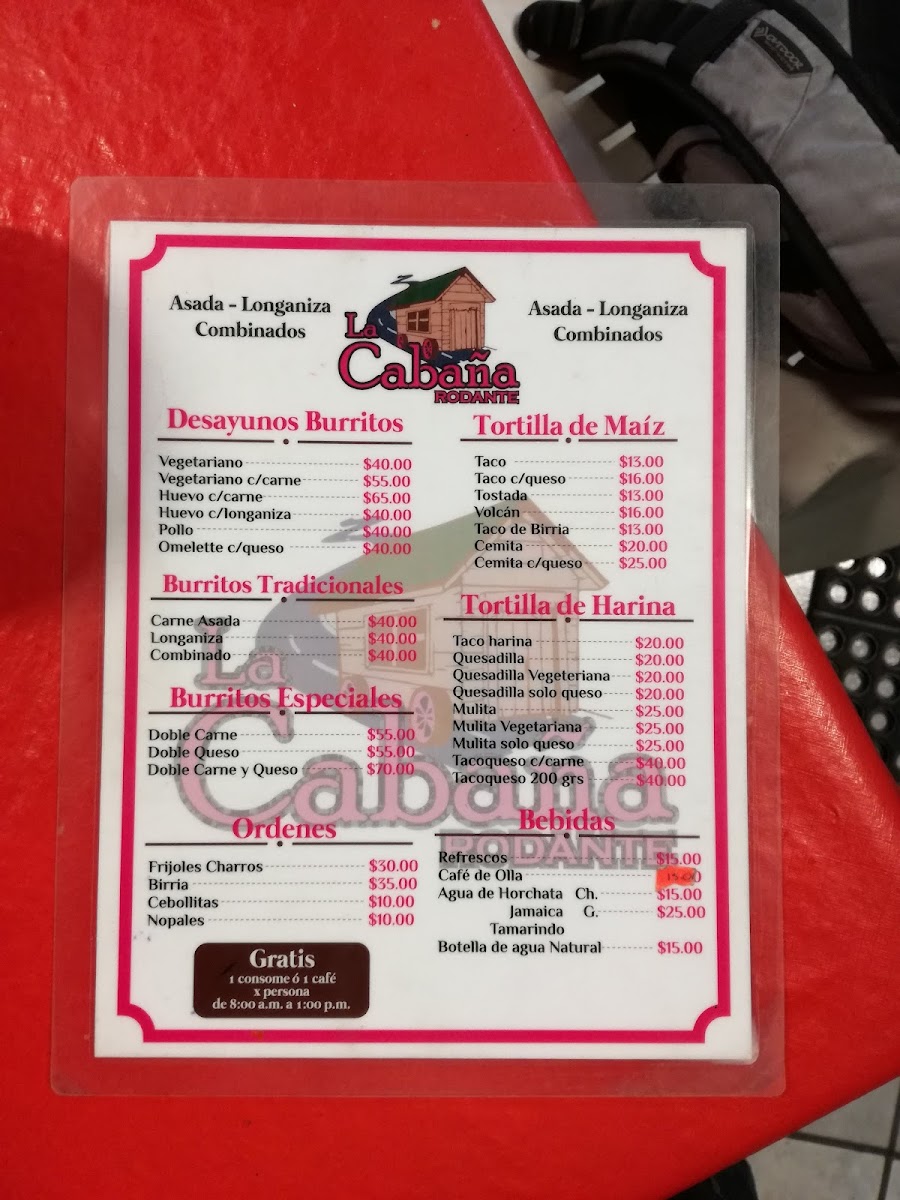 OUTDOOR
Asada - Longaniza
Combinados
La
Cabaña
RODANTE
Asada - Longaniza
Combinados
Desayunos Burritos
Vegetariano $40.00
Vegetariano c/carne $55.00
Huevo c/carne $65.00
Huevo c/longaniza $40.00
Pollo $40.00
Omelette c/queso $40.00
Burritos Tradicionales
Carne Asada $40.00
Longaniza $40.00
Combinado $40.00
Burritos Especiales
Doble Carne $55.00
Doble Queso $55.00
Doble Carne y Queso $70.00
Ordenes
Frijoles Charros $30.00
Birria $35.00
Cebollitas $10.00
Nopales $10.00
Gratis
1 consome ó 1 café
x persona
de 8:00 a.m. a 1:00 p.m.
Tortilla de Maíz
Taco $13.00
Taco c/queso $16.00
Tostada $13.00
Volcán $16.00
Taco de Birria $13.00
Cemita $20.00
Cemita c/queso $25.00
Tortilla de Harina
Taco harina $20.00
Quesadilla $20.00
Quesadilla Vegeteriana $20.00
Quesadilla solo queso $20.00
Mulita $25.00
Mulita Vegetariana $25.00
Mulita solo queso $25.00
Tacoqueso c/carne $40.00
Tacoqueso 200 grs $40.00
Bebidas
Refrescos $15.00
Café de Olla
Agua de Horchata Ch. $15.00
Jamaica G. $25.00
Tamarindo
Botella de agua Natural $15.00
La
Cabaña
RODANTE